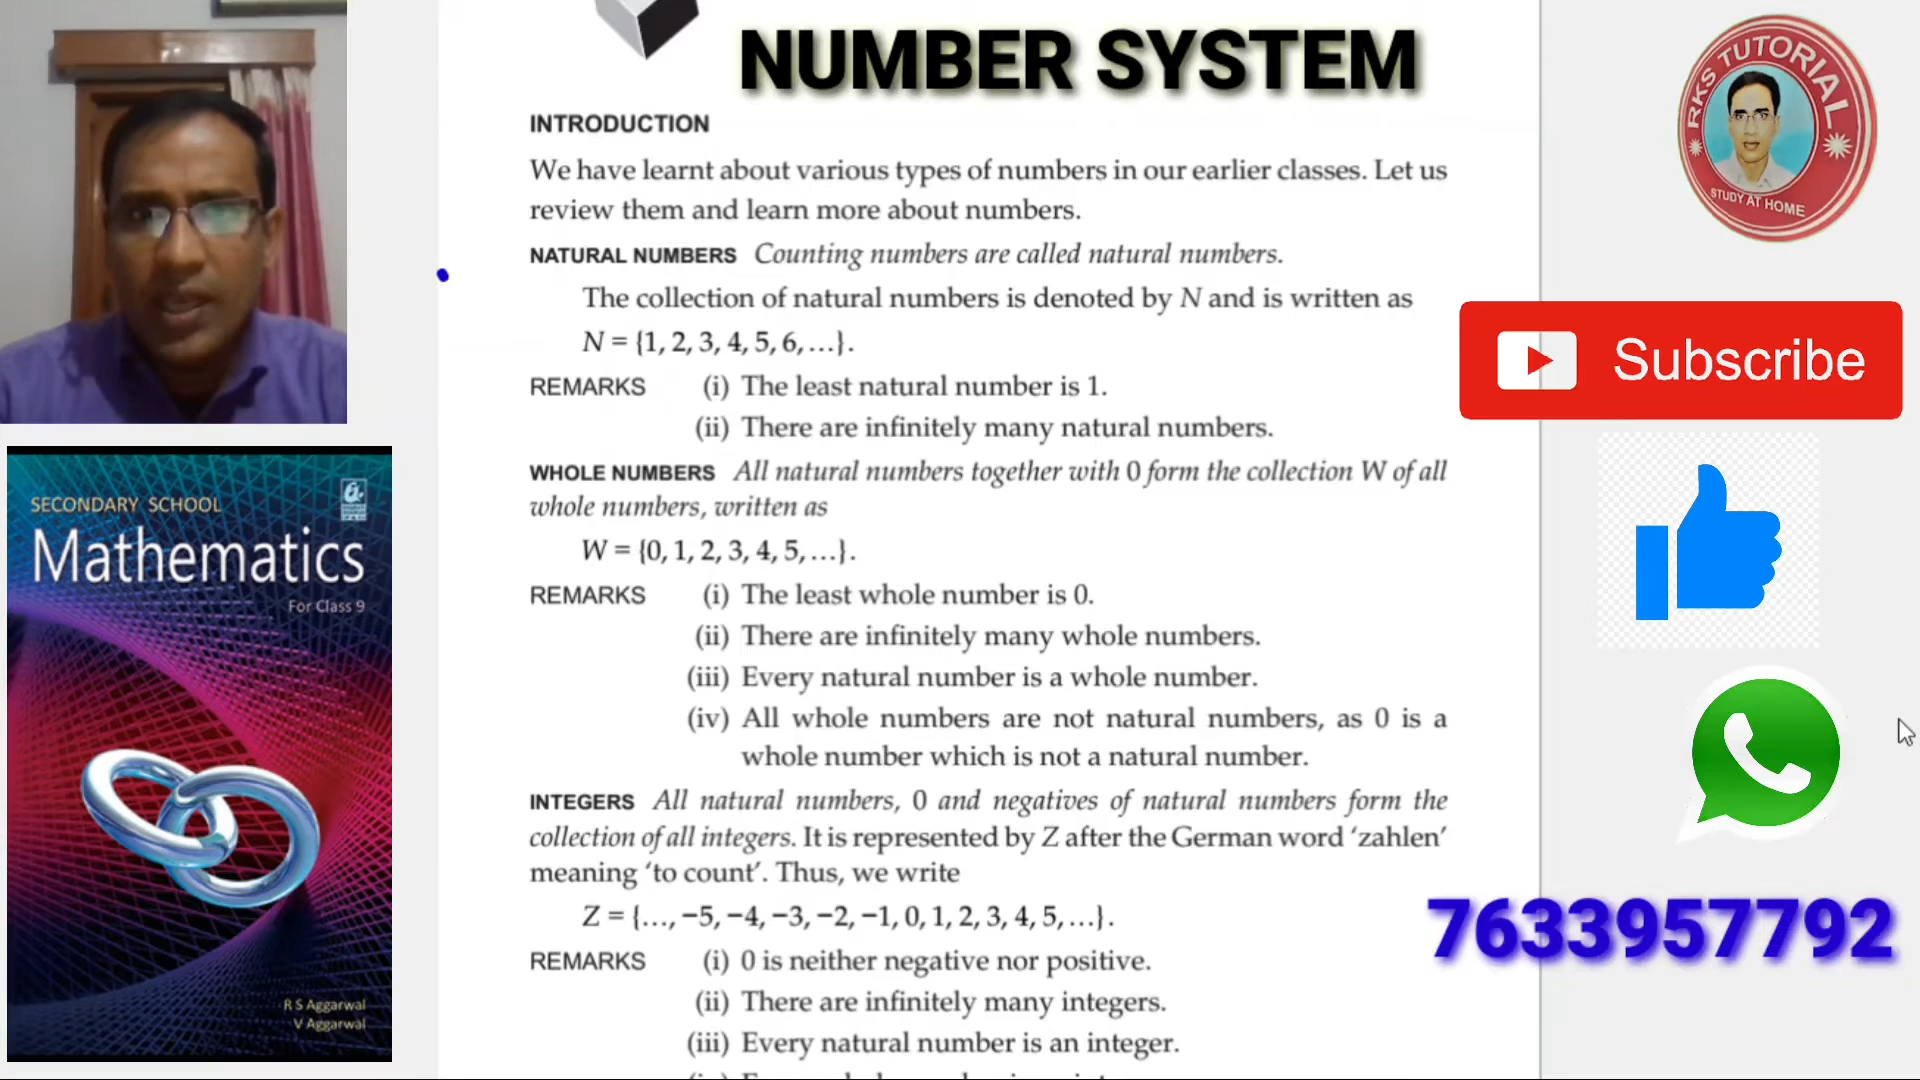 NUMBER SYSTEM
INTRODUCTION
We have learnt about various types of numbers in our earlier classes. Let us
review them and learn more about numbers.
NATURAL NUMBERS Counting numbers are called natural numbers.
The collection of natural numbers is denoted by N and is written as
N = {1, 2, 3, 4, 5, 6, ...}.
REMARKS (i) The least natural number is 1.
(ii) There are infinitely many natural numbers.
WHOLE NUMBERS All natural numbers together with 0 form the collection W of all
whole numbers, written as
W = {0, 1, 2, 3, 4, 5, ...}.
REMARKS (i) The least whole number is 0.
(ii) There are infinitely many whole numbers.
(iii) Every natural number is a whole number.
(iv) All whole numbers are not natural numbers, as 0 is a
whole number which is not a natural number.
INTEGERS All natural numbers, 0 and negatives of natural numbers form the
collection of all integers. It is represented by Z after the German word ‘zahlen’
meaning ‘to count’. Thus, we write
Z = {..., −5, −4, −3, −2, −1, 0, 1, 2, 3, 4, 5, ...}.
REMARKS (i) 0 is neither negative nor positive.
(ii) There are infinitely many integers.
(iii) Every natural number is an integer.
SECONDARY SCHOOL
Mathematics
For Class 9
R S Aggarwal
V Aggarwal
RKS TUTORIAL
STUDY AT HOME
Subscribe
7633957792